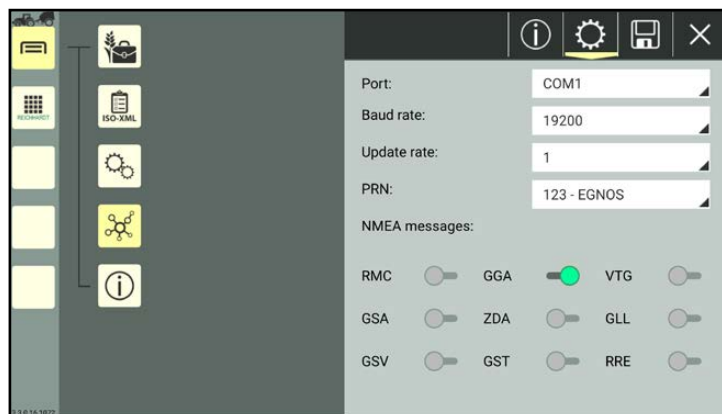 REICHHARDT
ISO-XML
Port:
COM1
Baud rate:
19200
Update rate:
1
PRN:
123 - EGNOS
NMEA messages:
RMC GGA VTG
GSA ZDA GLL
GSV GST RRE